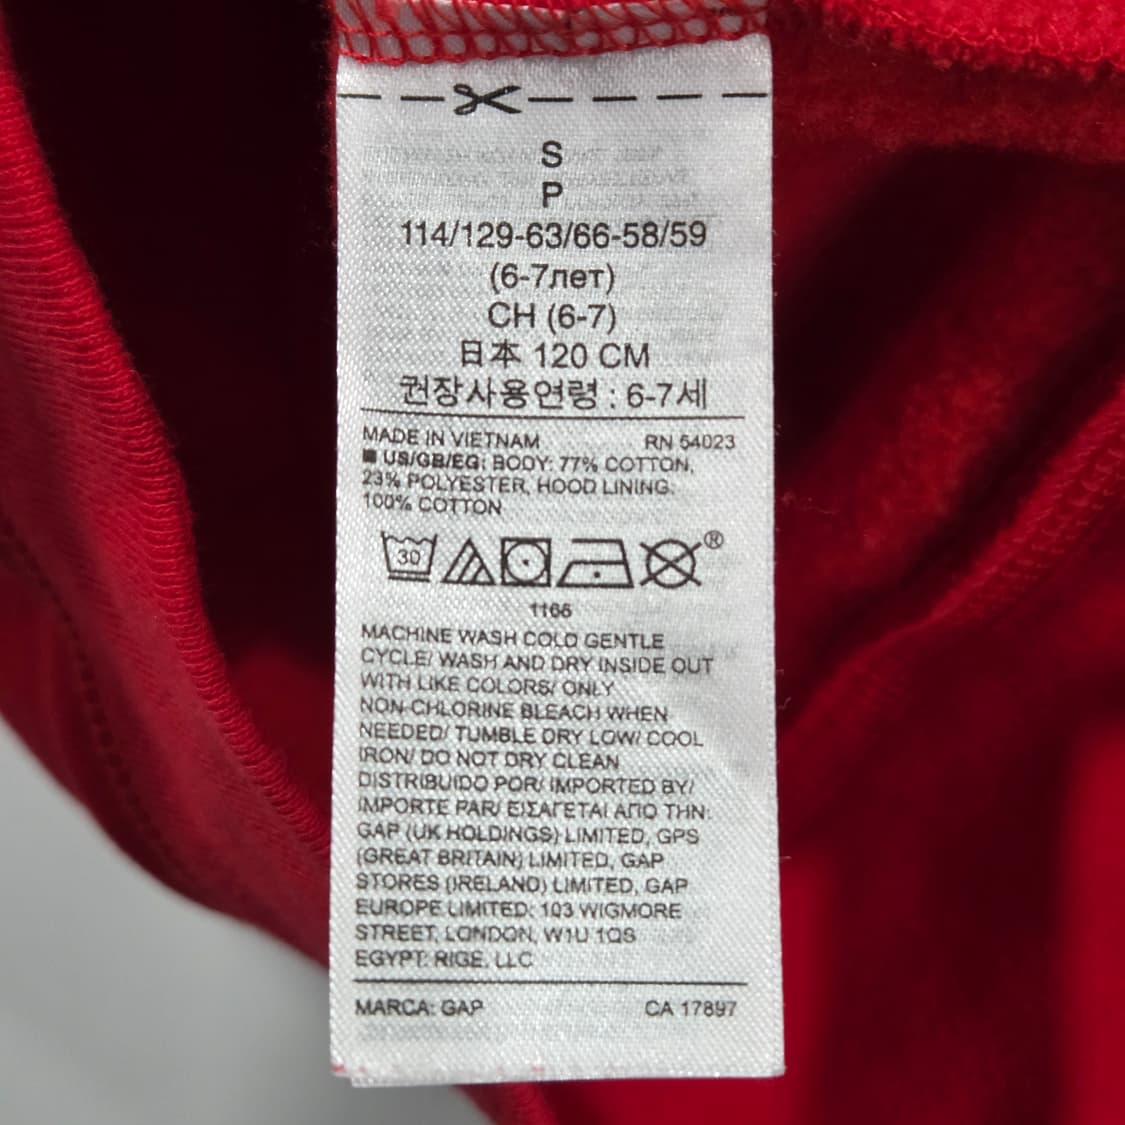 S
P
114/129-63/66-58/59
(6-7лет)
CH (6-7)
日本 120 CM
권장사용연령 : 6-7세
MADE IN VIETNAM RN 54023
■ US/GB/EG: BODY: 77% COTTON,
23% POLYESTER, HOOD LINING:
100% COTTON
30 ®
1166
MACHINE WASH COLD GENTLE
CYCLE/ WASH AND DRY INSIDE OUT
WITH LIKE COLORS/ ONLY
NON-CHLORINE BLEACH WHEN
NEEDED/ TUMBLE DRY LOW/ COOL
IRON/ DO NOT DRY CLEAN
DISTRIBUIDO POR/ IMPORTED BY/
IMPORTE PAR/ ΕΙΣΑΓΕΤΑΙ ΑΠΟ ΤΗΝ:
GAP (UK HOLDINGS) LIMITED, GPS
(GREAT BRITAIN) LIMITED, GAP
STORES (IRELAND) LIMITED, GAP
EUROPE LIMITED: 103 WIGMORE
STREET, LONDON, W1U 1QS
EGYPT: RIGE, LLC
MARCA: GAP CA 17897